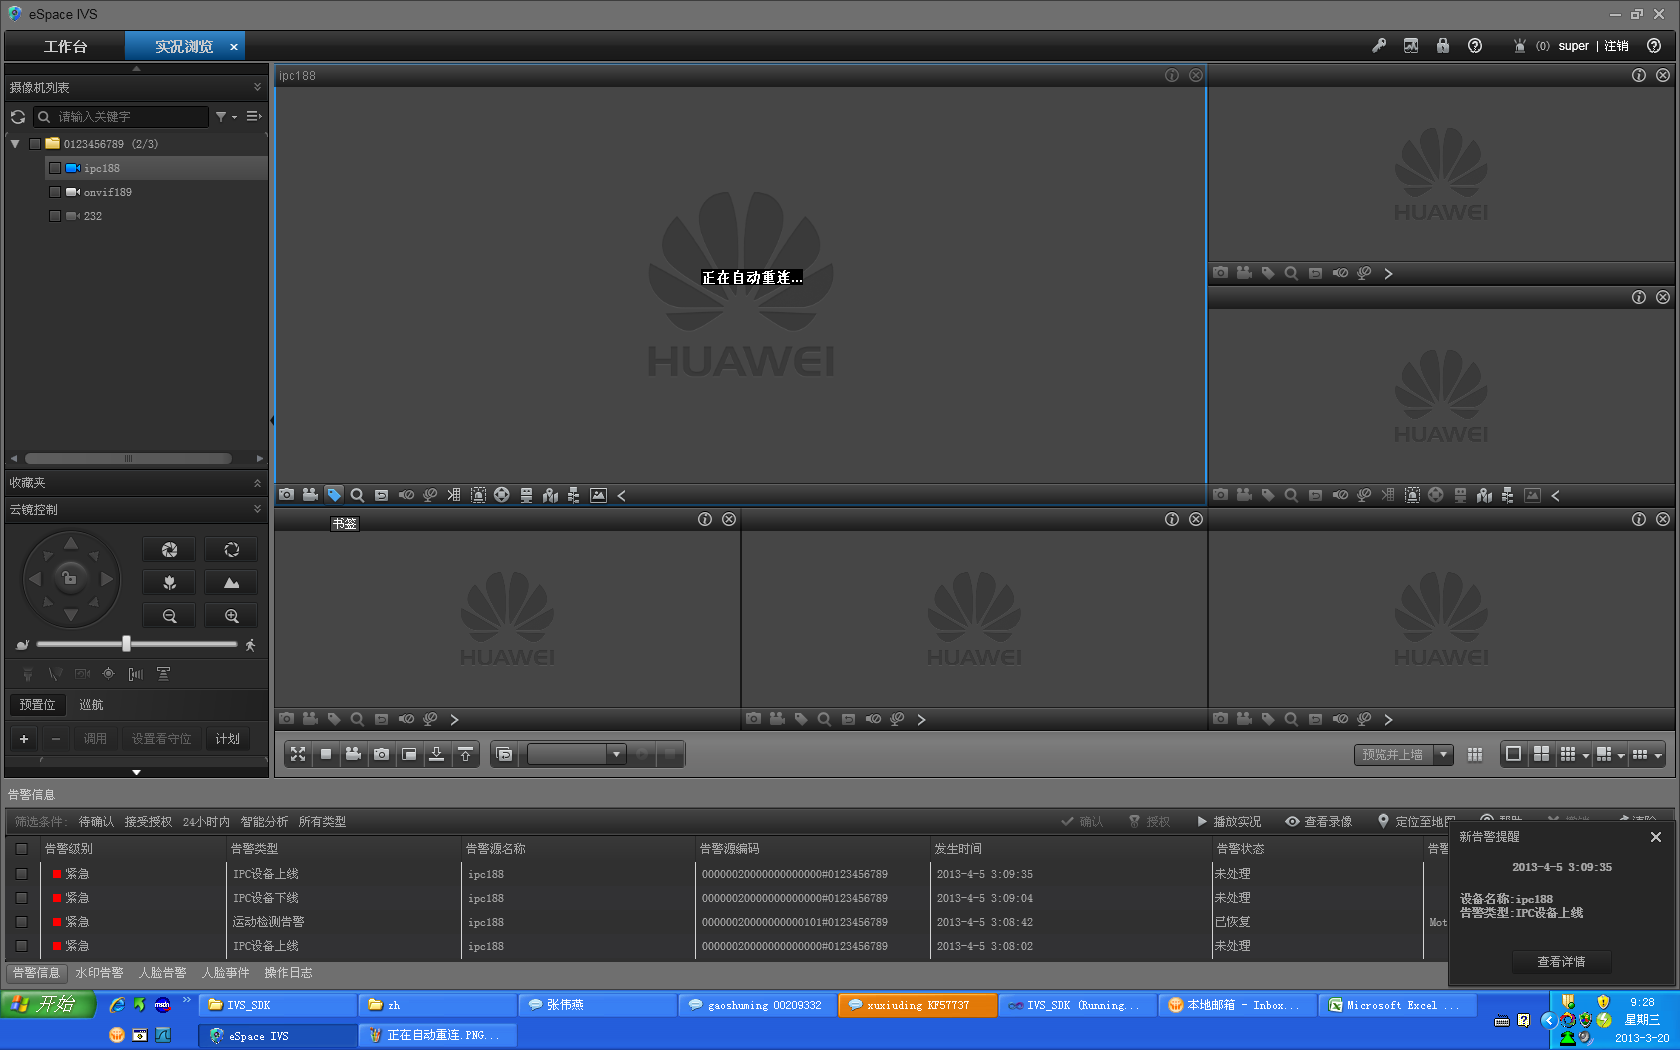 eSpace IVS
工作台
实况浏览
(0) super | 注销
摄像机列表
请输入关键字
0123456789 (2/3)
ipc188
onvif189
232
收藏夹
云镜控制
预置位 巡航
调用 设置看守位 计划
ipc188
正在自动重连...
HUAWEI
HUAWEI
HUAWEI
书签
HUAWEI
HUAWEI
HUAWEI
预览并上墙
告警信息
筛选条件: 待确认 接受授权 24小时内 智能分析 所有类型
确认 授权 播放实况 查看录像 定位至地图
告警级别 告警类型 告警源名称 告警源编码 发生时间 告警状态 告警
紧急 IPC设备上线 ipc188 00000020000000000000#0123456789 2013-4-5 3:09:35 未处理
紧急 IPC设备下线 ipc188 00000020000000000000#0123456789 2013-4-5 3:09:04 未处理
紧急 运动检测告警 ipc188 00000020000000000101#0123456789 2013-4-5 3:08:42 已恢复 Mot
紧急 IPC设备上线 ipc188 00000020000000000000#0123456789 2013-4-5 3:08:02 未处理
告警信息 水印告警 人脸告警 人脸事件 操作日志
新告警提醒
2013-4-5 3:09:35
设备名称:ipc188
告警类型:IPC设备上线
查看详情
开始
msdn
IVS_SDK
zh
张伟燕
gaoshuming 00209332
xuxiuding KF57737
IVS_SDK (Running...
本地邮箱 - Inbox...
Microsoft Excel ...
eSpace IVS
正在自动重连.PNG...
9:28
星期三
2013-3-20